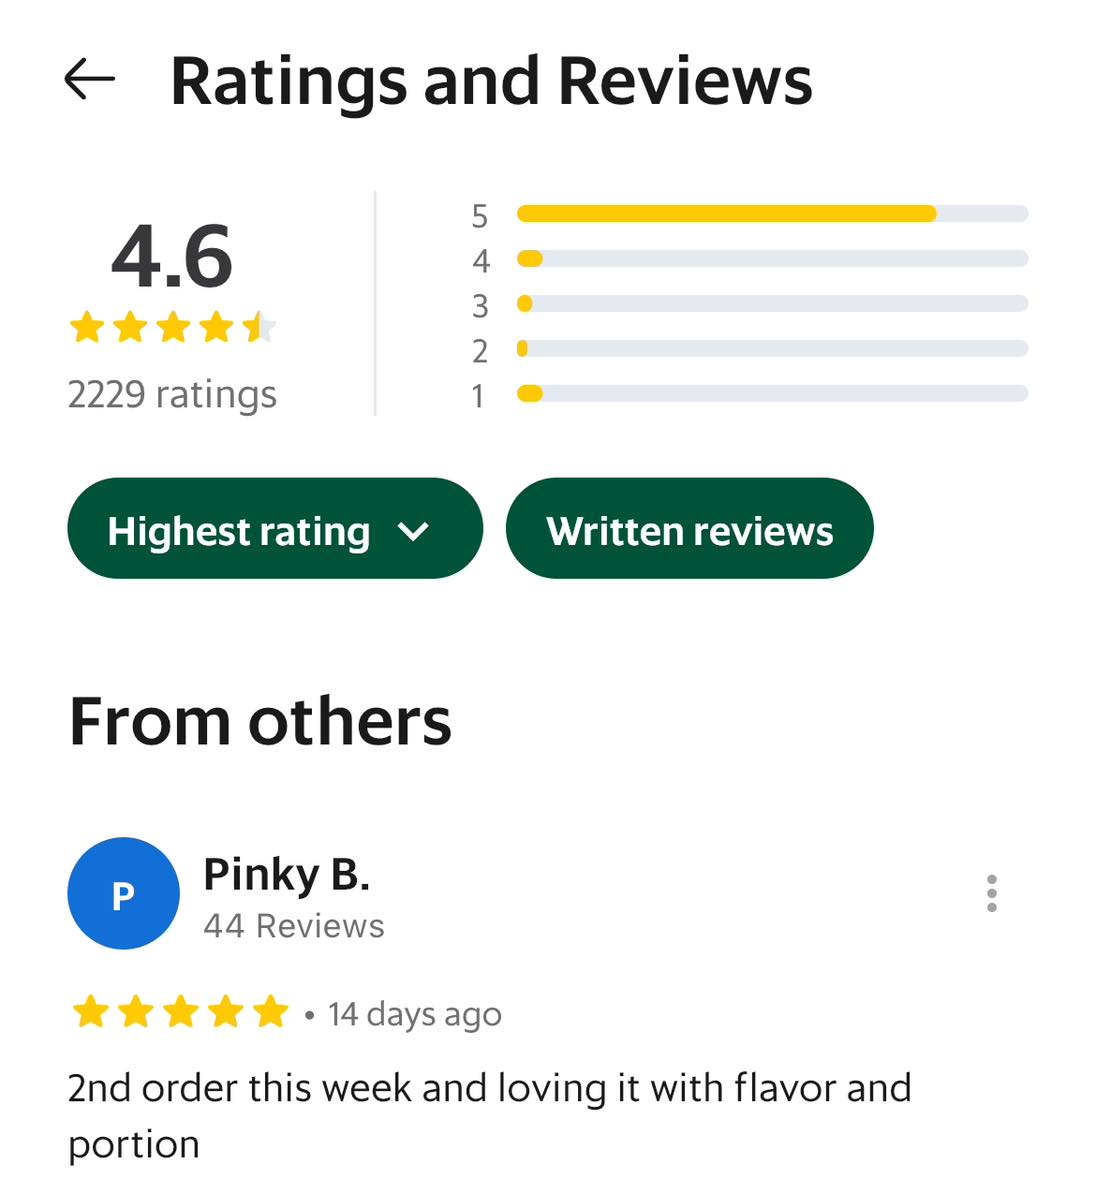 Ratings and Reviews
4.6
2229 ratings
5
4
3
2
1
Highest rating
Written reviews
From others
P
Pinky B.
44 Reviews
• 14 days ago
2nd order this week and loving it with flavor and
portion